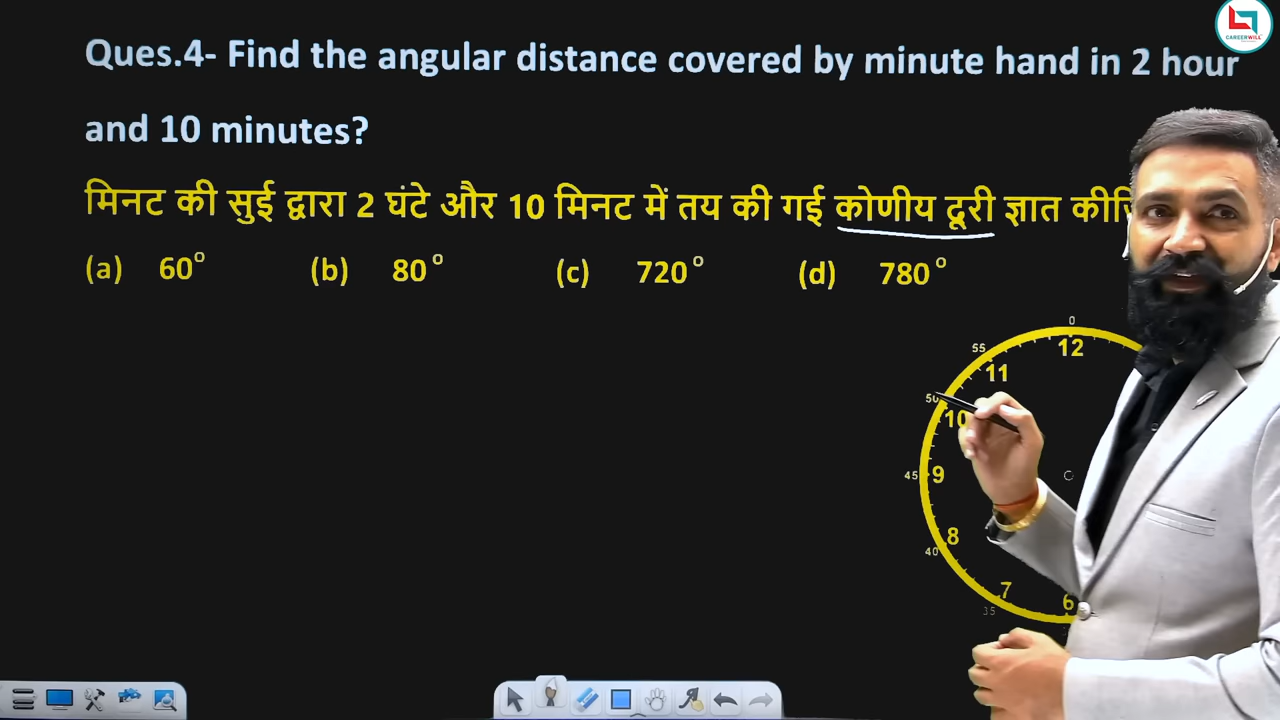 CAREERWILL
Ques.4- Find the angular distance covered by minute hand in 2 hour
and 10 minutes?
मिनट की सुई द्वारा 2 घंटे और 10 मिनट में तय की गई कोणीय दूरी ज्ञात
(a) 60° (b) 80° (c) 720° (d) 780°
0
12
55
11
50
10
45 9
8
40
7
35
6